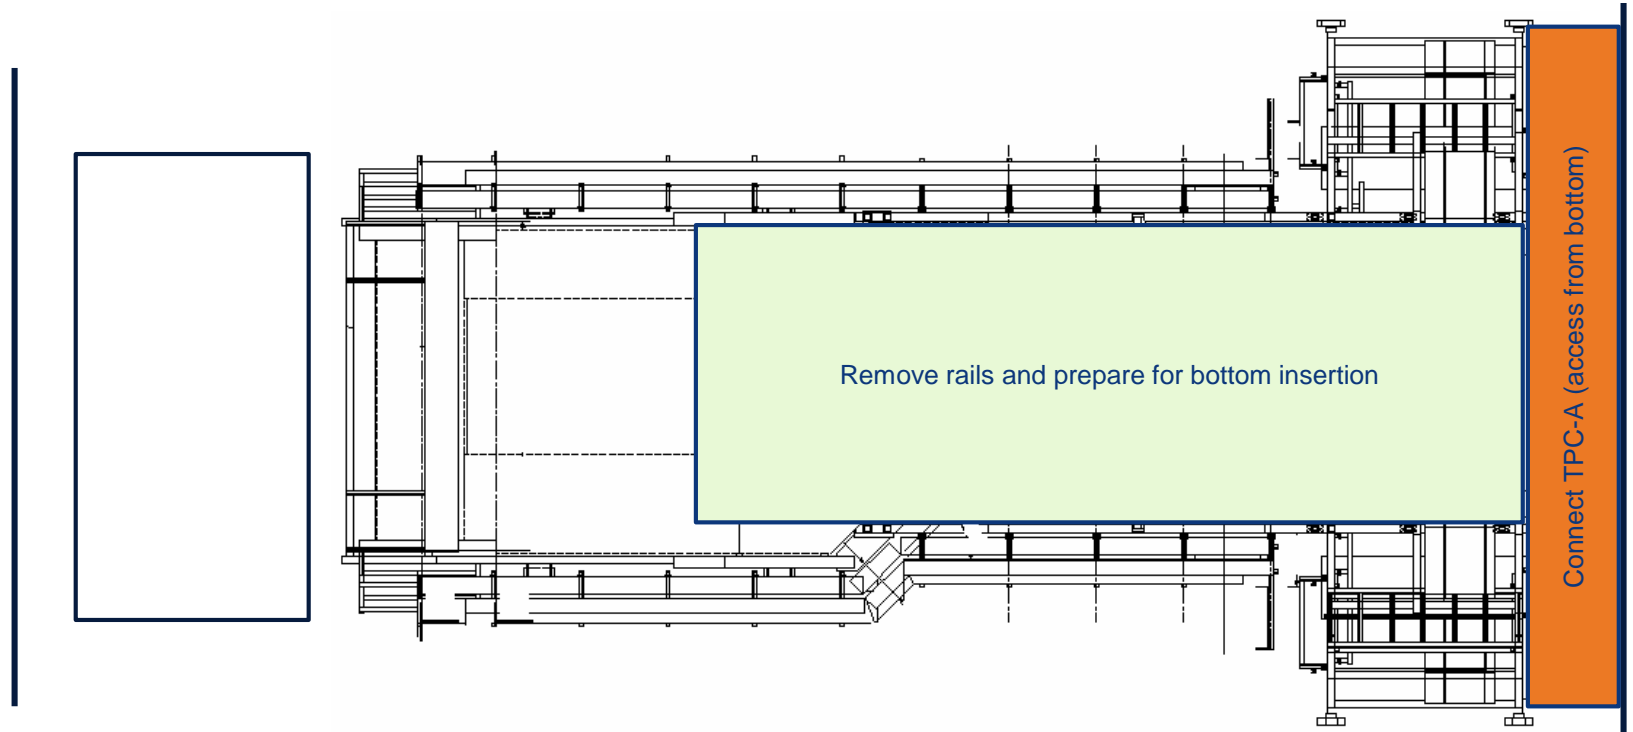 Remove rails and prepare for bottom insertion
Connect TPC-A (access from bottom)